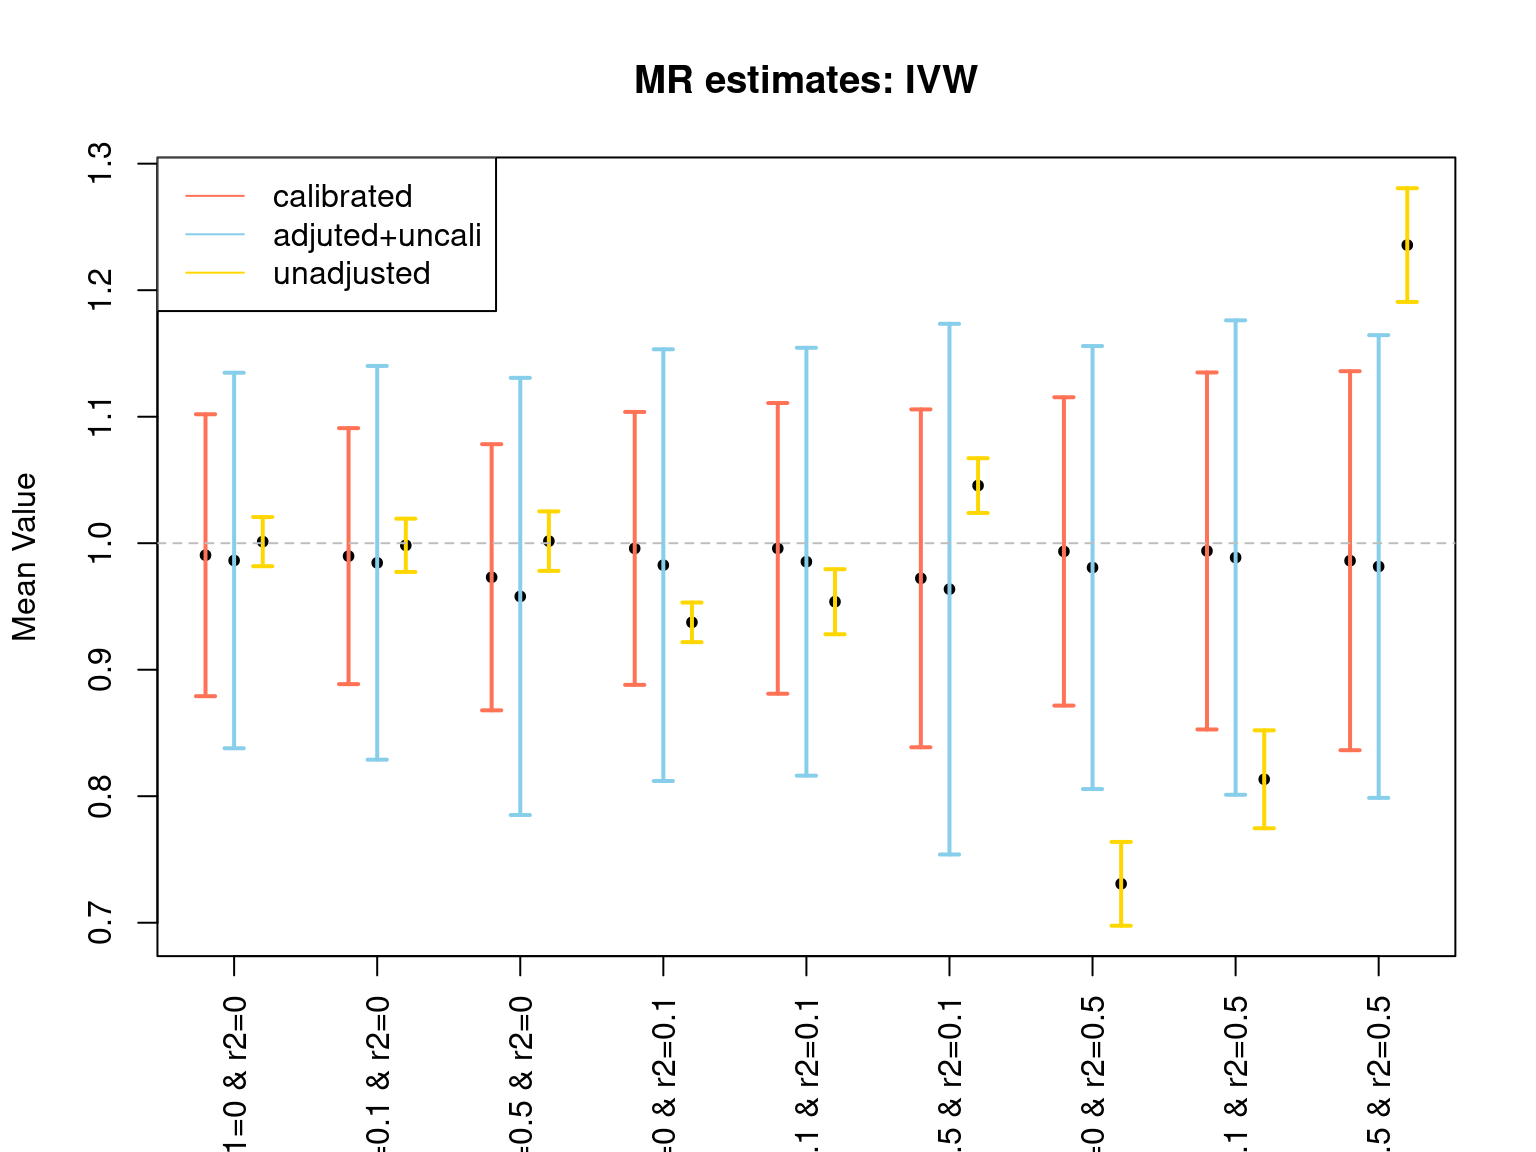 MR estimates: IVW
calibrated
adjuted+uncali
unadjusted
Mean Value
1.3
1.2
1.1
1.0
0.9
0.8
0.7
1=0 & r2=0
=0.1 & r2=0
=0.5 & r2=0
=0 & r2=0.1
.1 & r2=0.1
.5 & r2=0.1
=0 & r2=0.5
.1 & r2=0.5
.5 & r2=0.5